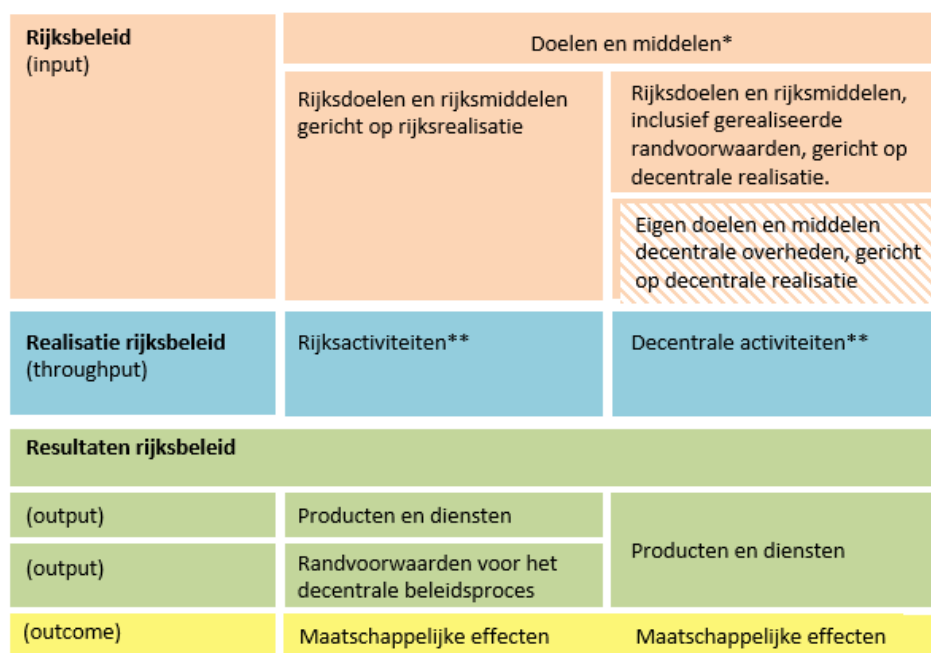 Rijksbeleid
(input)
Doelen en middelen*
Rijksdoelen en rijksmiddelen
gericht op rijksrealisatie
Rijksdoelen en rijksmiddelen,
inclusief gerealiseerde
randvoorwaarden, gericht op
decentrale realisatie.
Eigen doelen en middelen
decentrale overheden, gericht
op decentrale realisatie
Realisatie rijksbeleid
(throughput)
Rijksactiviteiten**
Decentrale activiteiten**
Resultaten rijksbeleid
(output)
Producten en diensten
(output)
Randvoorwaarden voor het
decentrale beleidsproces
Producten en diensten
(outcome)
Maatschappelijke effecten
Maatschappelijke effecten